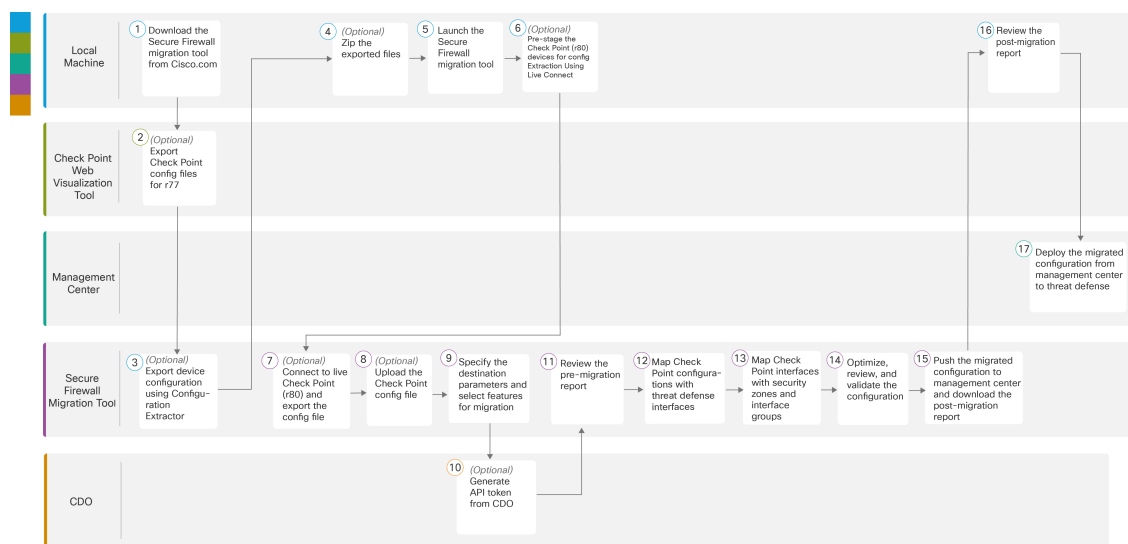 Local
Machine
1
Download the
Secure Firewall
migration tool
from Cisco.com
4
(Optional)
Zip the
exported files
5
Launch the
Secure
Firewall
migration tool
6
(Optional)
Pre-stage the
Check Point (r80)
devices for config
Extraction Using
Live Connect
16
Review the
post-migration
report
Check Point
Web
Visualization
Tool
2
(Optional)
Export
Check Point
config files
for r77
Management
Center
17
Deploy the migrated
configuration from
management center
to threat defense
Secure
Firewall
Migration Tool
3
(Optional)
Export device
configuration
using Configu-
ration
Extractor
7
(Optional)
Connect to live
Check Point
(r80) and
export the
config file
8
(Optional)
Upload the
Check Point
config file
9
Specify the
destination
parameters and
select features
for migration
11
Review the
pre-migration
report
12
Map Check
Point configura-
tions with
threat defense
interfaces
13
Map Check
Point interfaces
with security
zones and
interface
groups
14
Optimize,
review, and
validate the
configuration
15
Push the migrated
configuration to
management center
and download the
post-migration
report
CDO
10
(Optional)
Generate
API token
from CDO